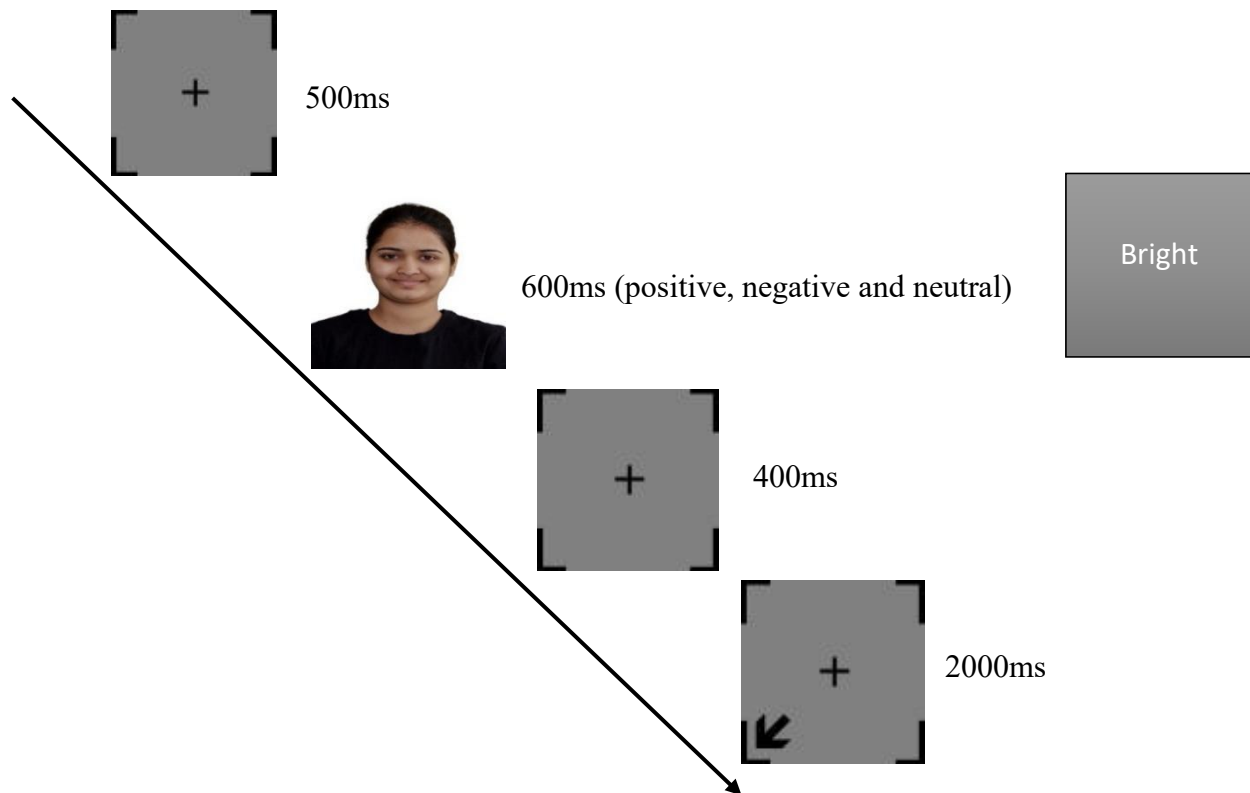 500ms
600ms (positive, negative and neutral)
Bright
400ms
2000ms